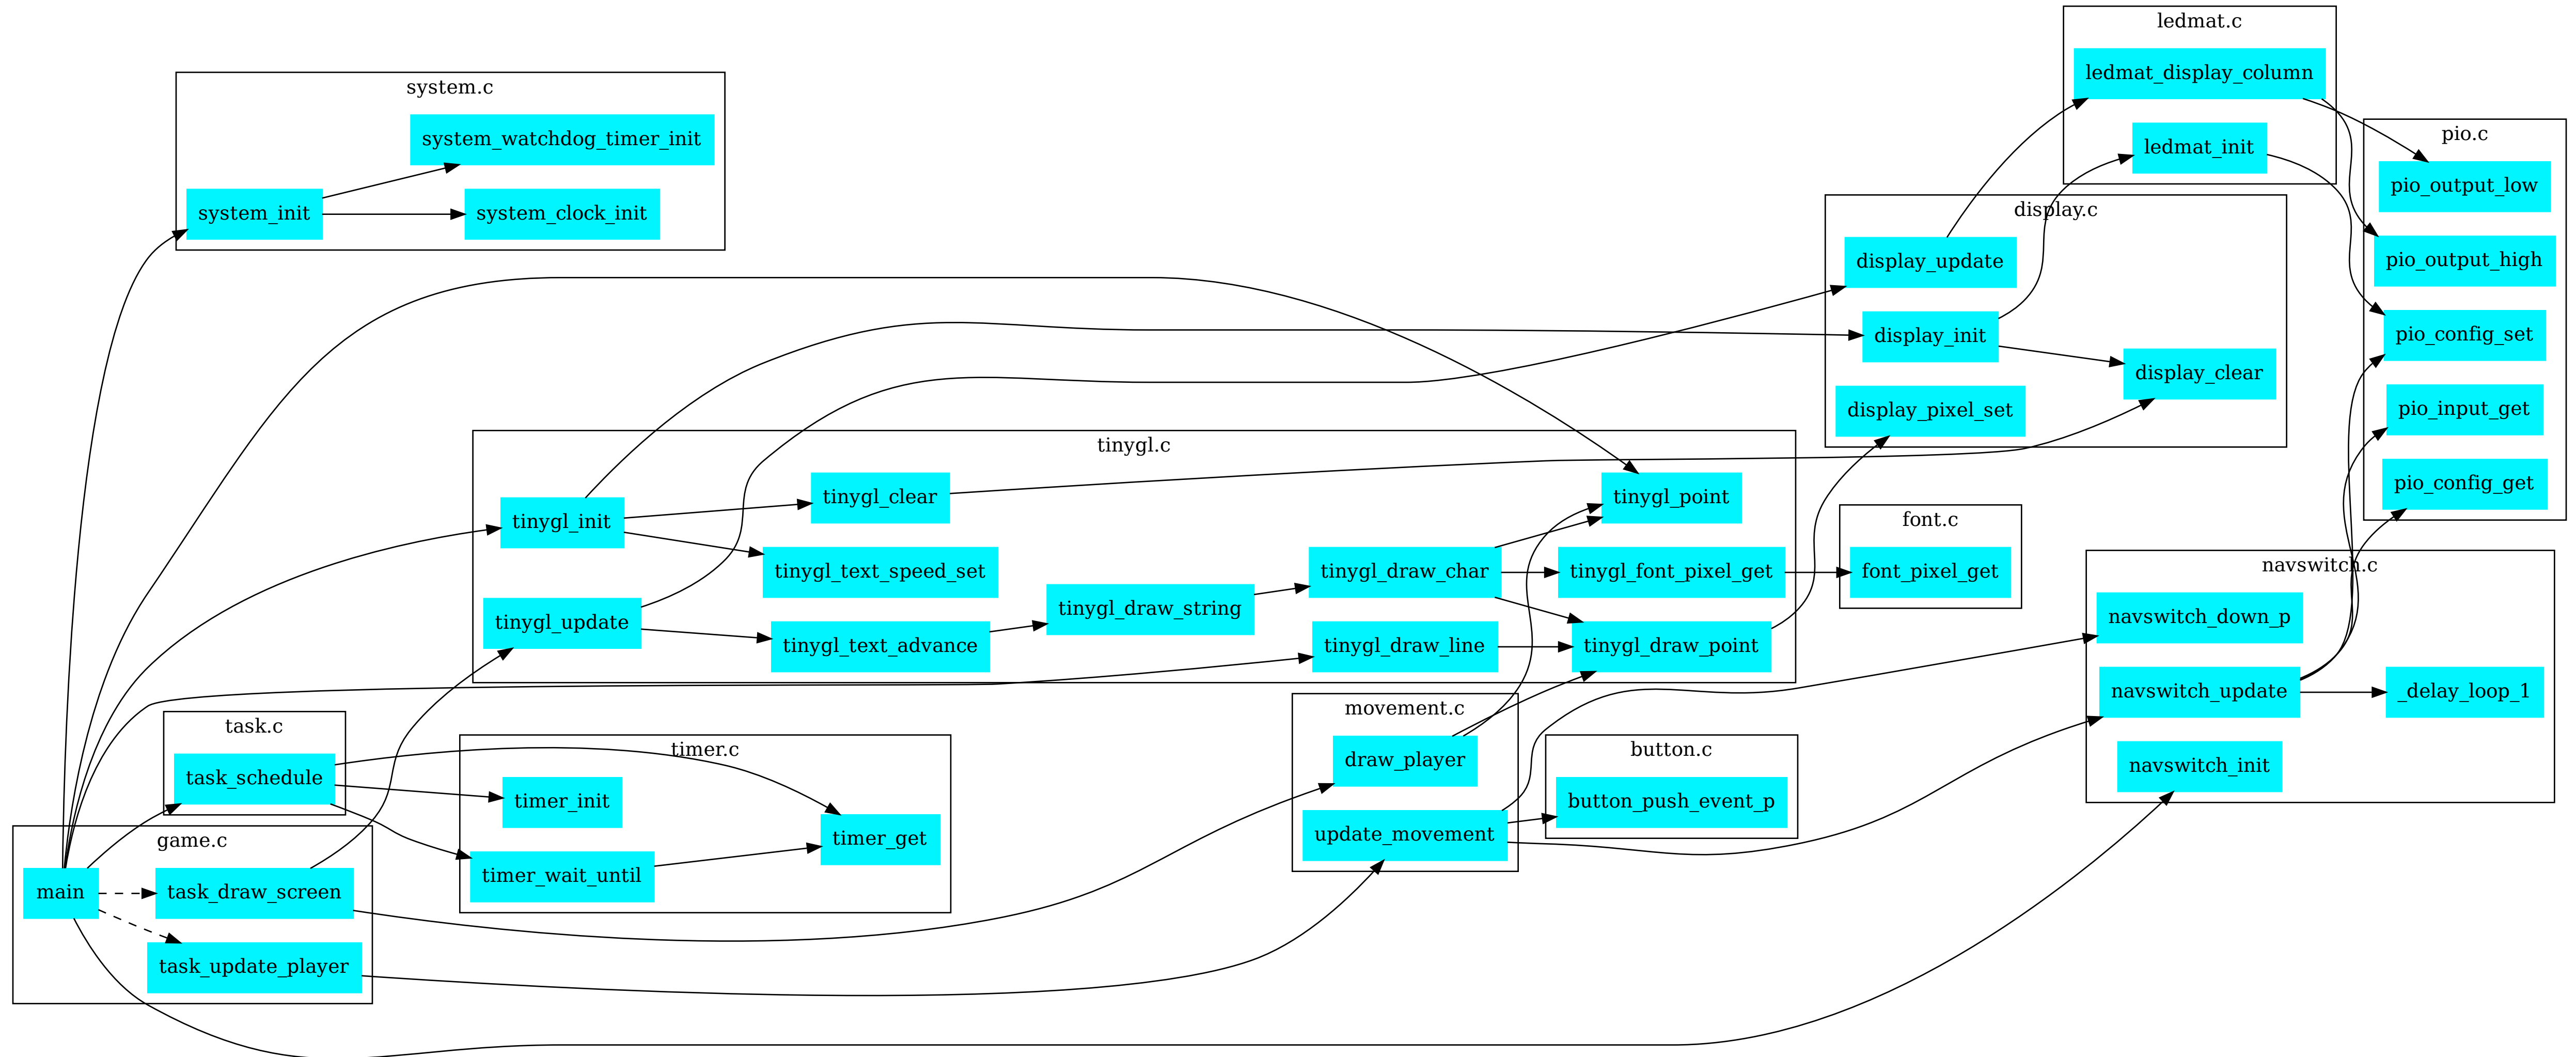 ledmat.c
ledmat_display_column
ledmat_init
pio.c
pio_output_low
pio_output_high
pio_config_set
pio_input_get
pio_config_get
system.c
system_watchdog_timer_init
system_init
system_clock_init
display.c
display_update
display_init
display_clear
display_pixel_set
tinygl.c
tinygl_init
tinygl_clear
tinygl_point
tinygl_text_speed_set
tinygl_draw_char
tinygl_font_pixel_get
tinygl_update
tinygl_text_advance
tinygl_draw_string
tinygl_draw_line
tinygl_draw_point
font.c
font_pixel_get
navswitch.c
navswitch_down_p
navswitch_update
_delay_loop_1
navswitch_init
movement.c
draw_player
update_movement
button.c
button_push_event_p
task.c
task_schedule
timer.c
timer_init
timer_get
timer_wait_until
game.c
main
task_draw_screen
task_update_player